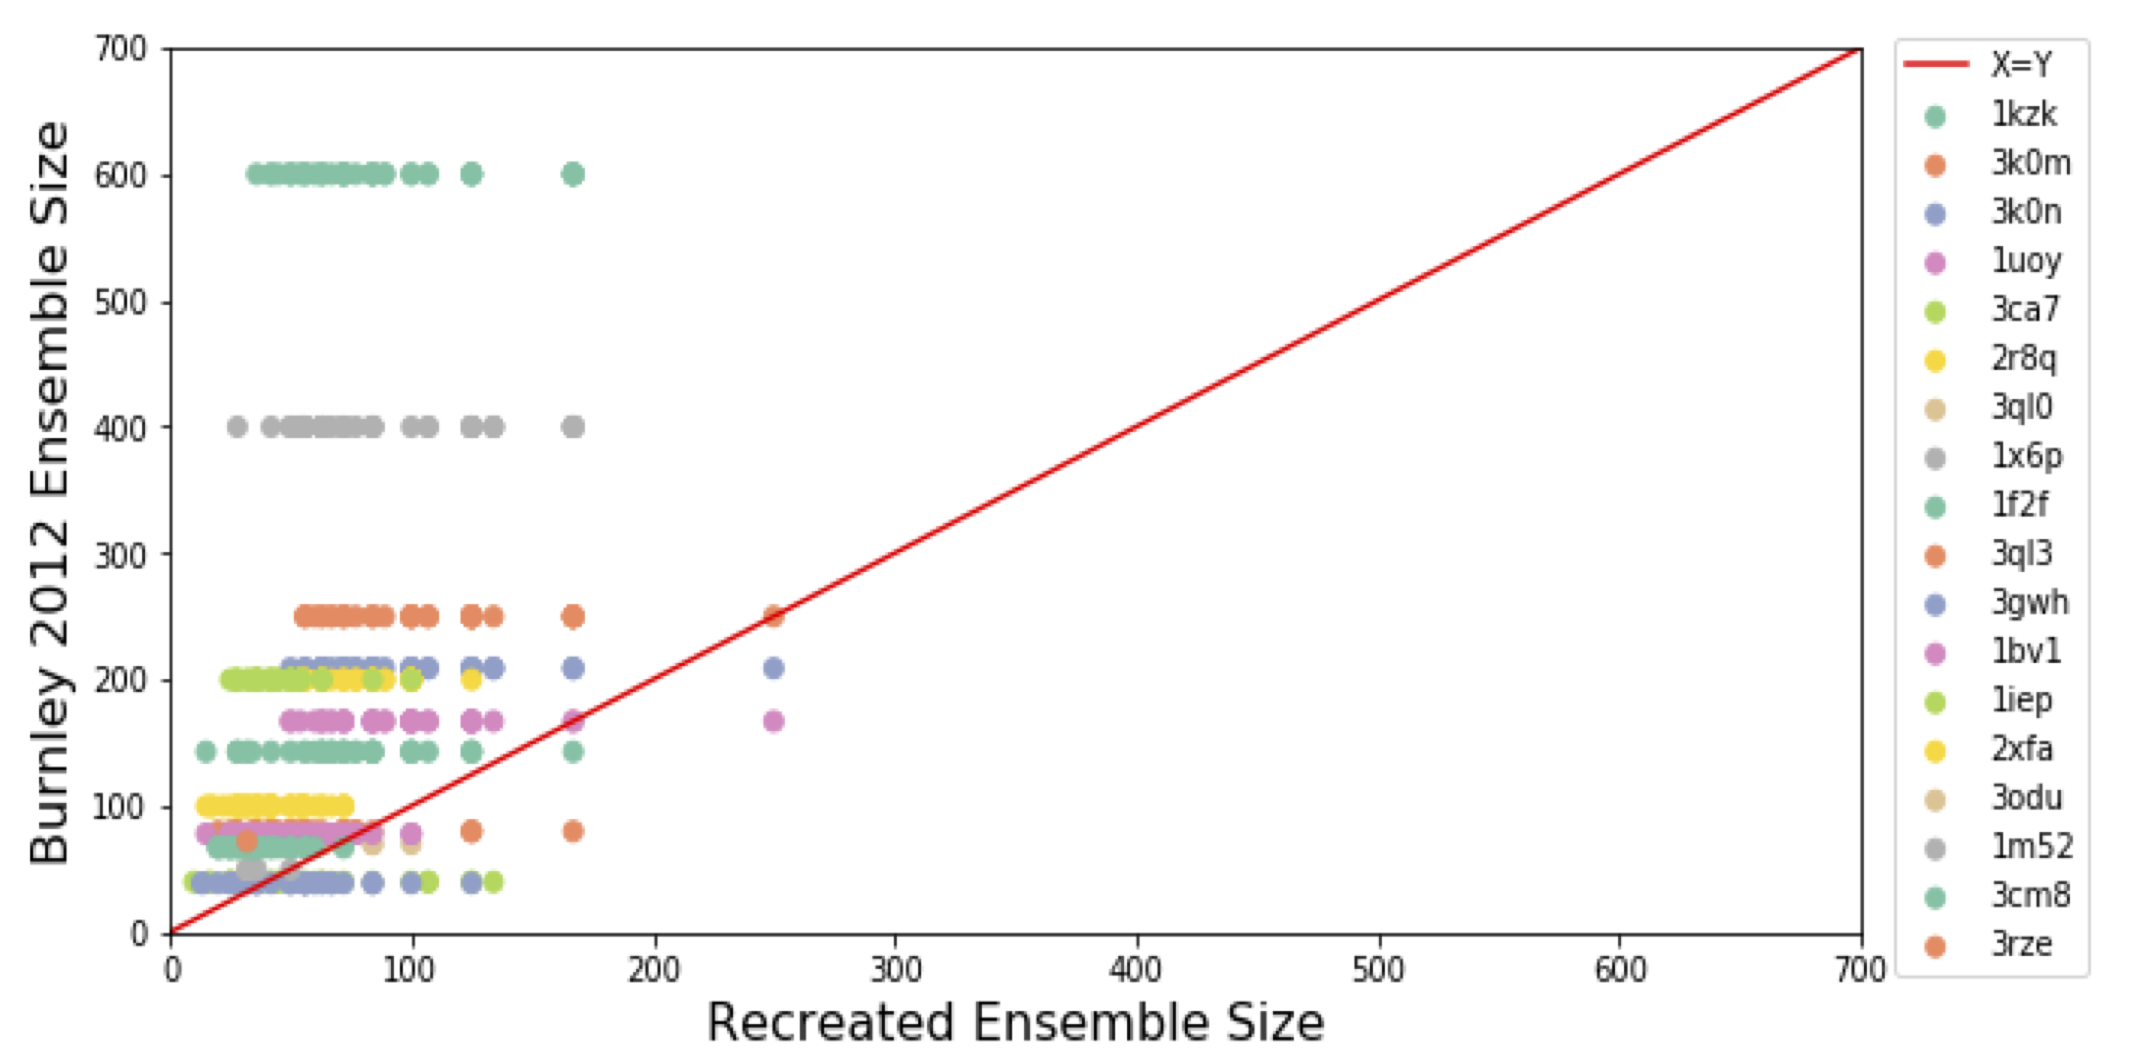 Burnley 2012 Ensemble Size
700
600
500
400
300
200
100
0
0 100 200 300 400 500 600 700
Recreated Ensemble Size
X=Y
1kzk
3k0m
3k0n
1uoy
3ca7
2r8q
3ql0
1x6p
1f2f
3ql3
3gwh
1bv1
1iep
2xfa
3odu
1m52
3cm8
3rze